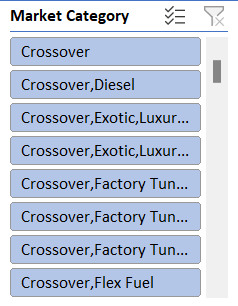 Market Category
Crossover
Crossover,Diesel
Crossover,Exotic,Luxur...
Crossover,Exotic,Luxur...
Crossover,Factory Tun...
Crossover,Factory Tun...
Crossover,Factory Tun...
Crossover,Flex Fuel